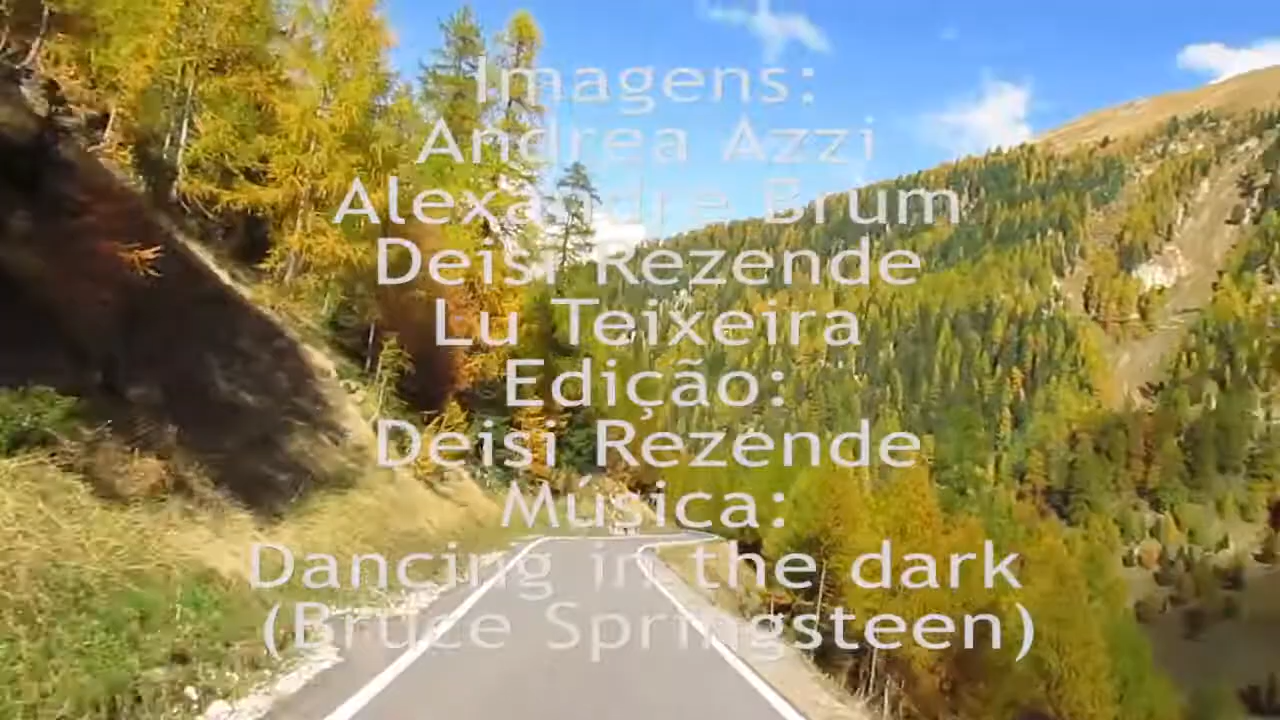 Imagens:
Andrea Azzi
Alexandre Brum
Deisi Rezende
Lu Teixeira
Edição:
Deisi Rezende
Música:
Dancing in the dark
(Bruce Springsteen)